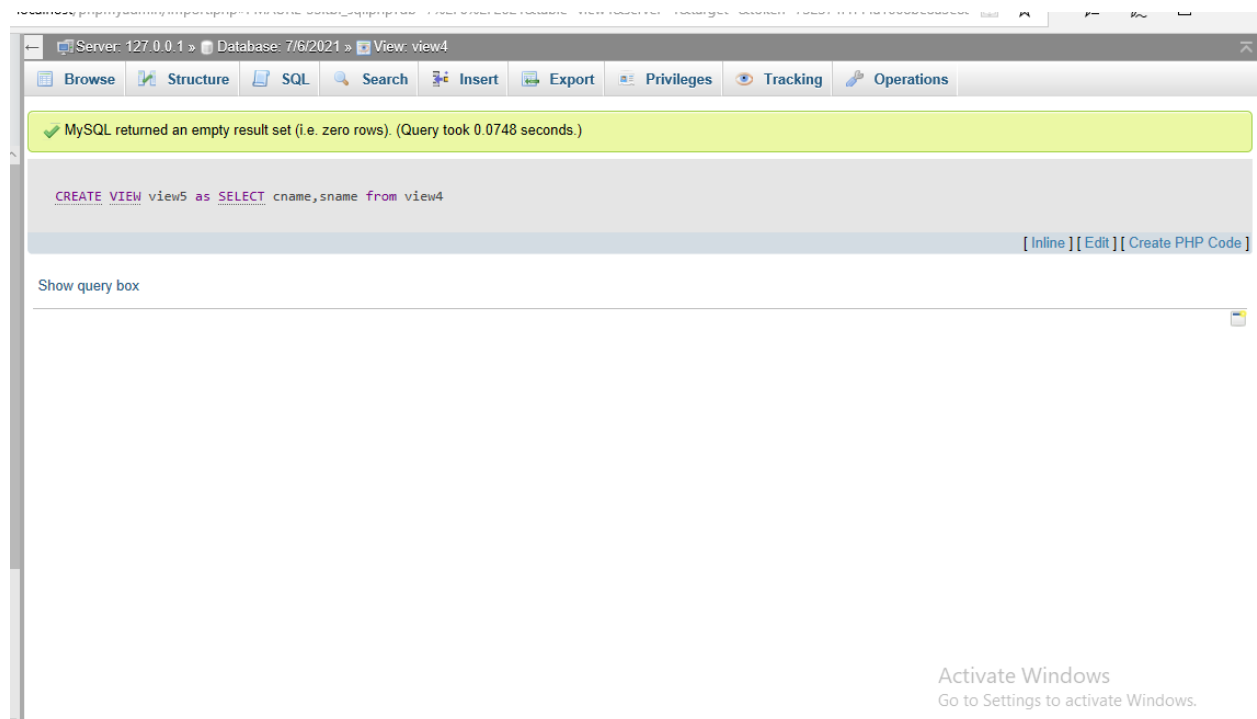 Server: 127.0.0.1 » Database: 7/6/2021 » View: view4
Browse Structure SQL Search Insert Export Privileges Tracking Operations
MySQL returned an empty result set (i.e. zero rows). (Query took 0.0748 seconds.)
CREATE VIEW view5 as SELECT cname,sname from view4
[ Inline ] [ Edit ] [ Create PHP Code ]
Show query box
Activate Windows
Go to Settings to activate Windows.